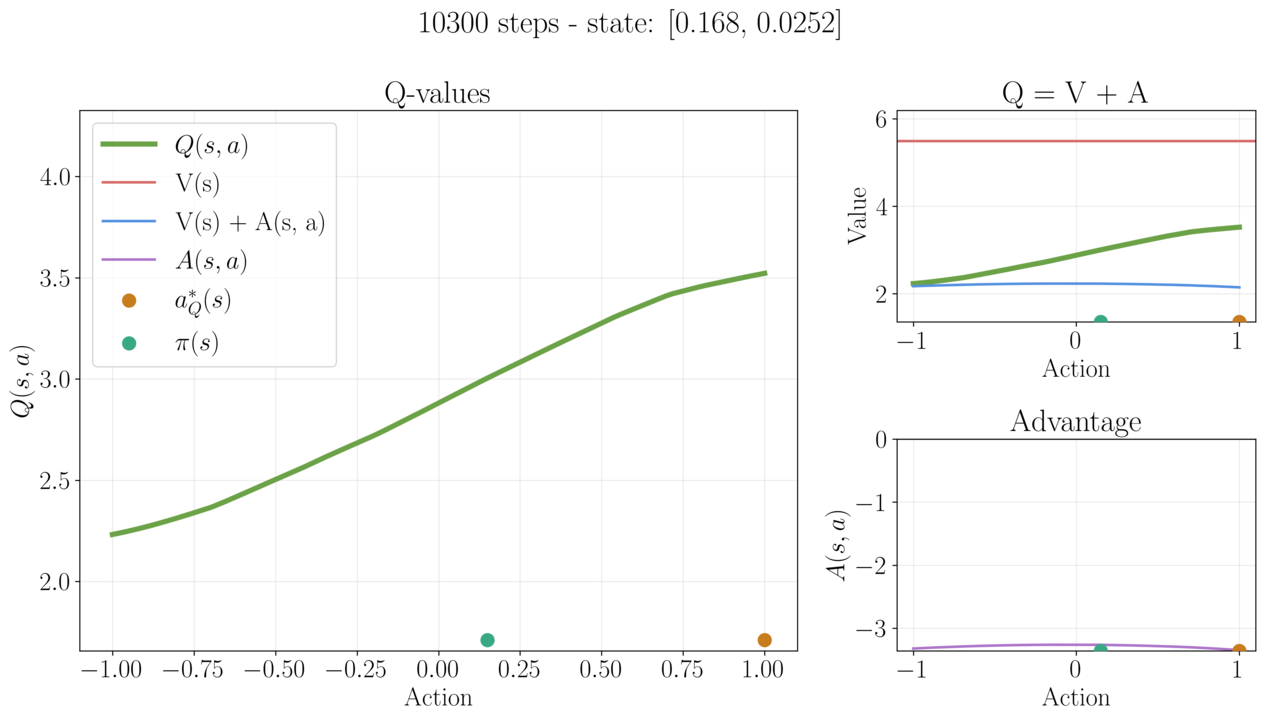 10300 steps - state: [0.168, 0.0252]
Q-values
Q(s, a)
V(s)
V(s) + A(s, a)
A(s, a)
a*Q(s)
π(s)
Q(s, a)
4.0
3.5
3.0
2.5
2.0
−1.00 −0.75 −0.50 −0.25 0.00 0.25 0.50 0.75 1.00
Action
Q = V + A
Value
6
4
2
−1 0 1
Action
Advantage
A(s, a)
0
−1
−2
−3
−1 0 1
Action